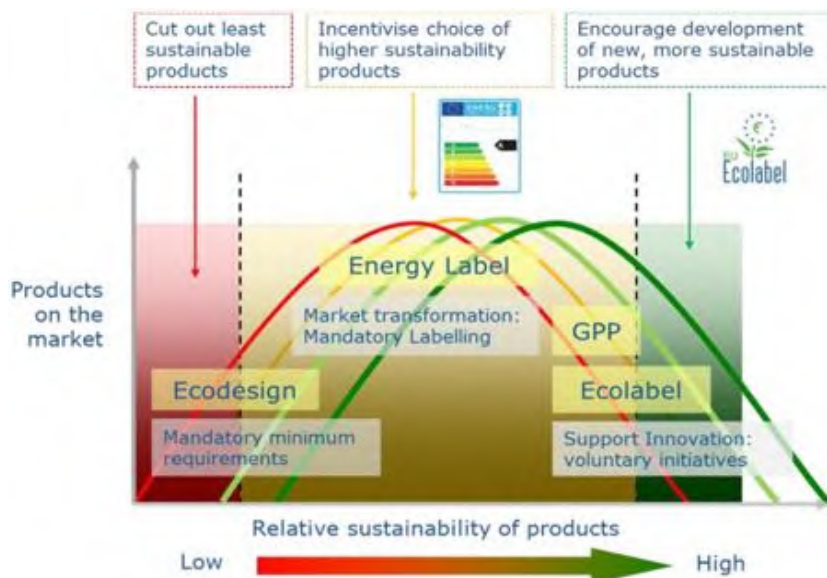 Cut out least
sustainable
products
Incentivise choice of
higher sustainability
products
Encourage development
of new, more sustainable
products
Ecolabel
Products
on the
market
Energy Label
Market transformation:
Mandatory Labelling
GPP
Ecodesign
Ecolabel
Mandatory minimum
requirements
Support Innovation:
voluntary initiatives
Relative sustainability of products
Low
High